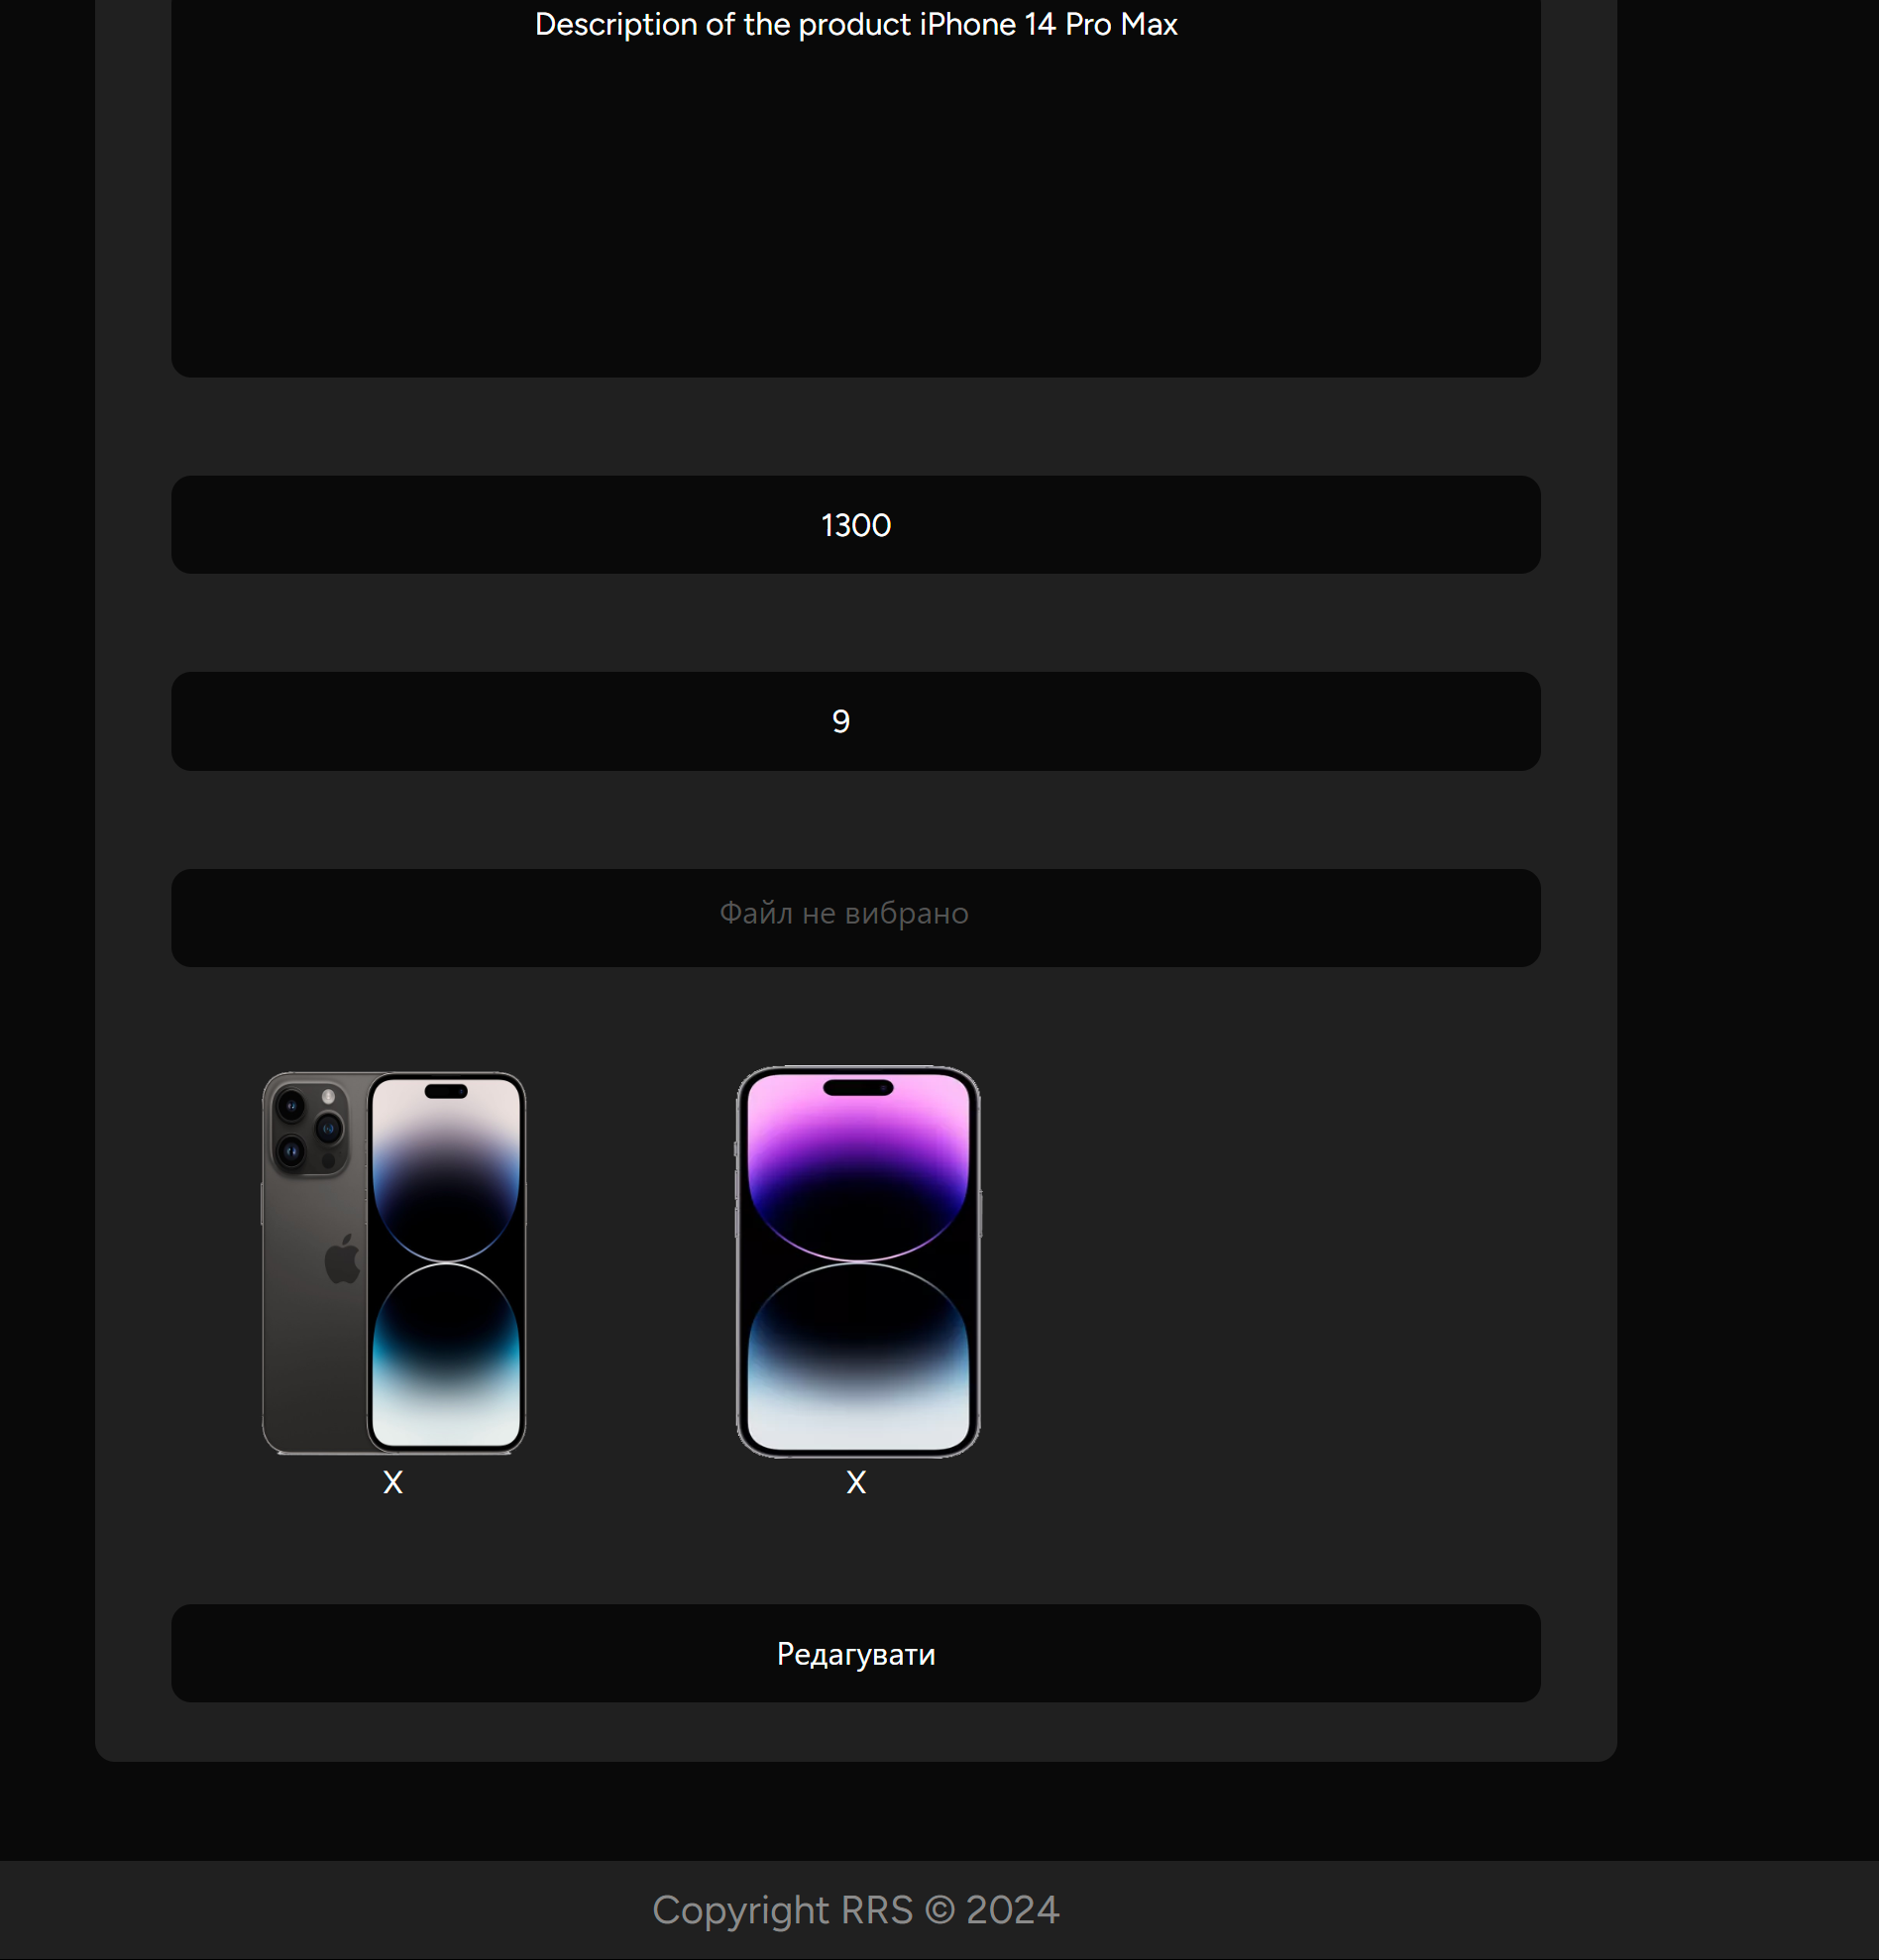 Description of the product iPhone 14 Pro Max
1300
9
Файл не вибрано
X X
Редагувати
Copyright RRS © 2024